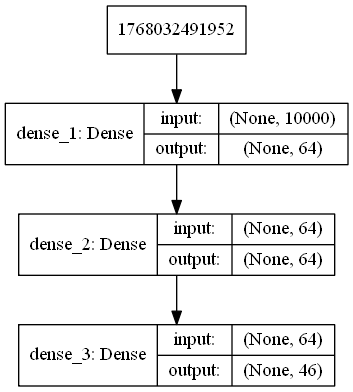 1768032491952
dense_1: Dense
input: (None, 10000)
output: (None, 64)
dense_2: Dense
input: (None, 64)
output: (None, 64)
dense_3: Dense
input: (None, 64)
output: (None, 46)